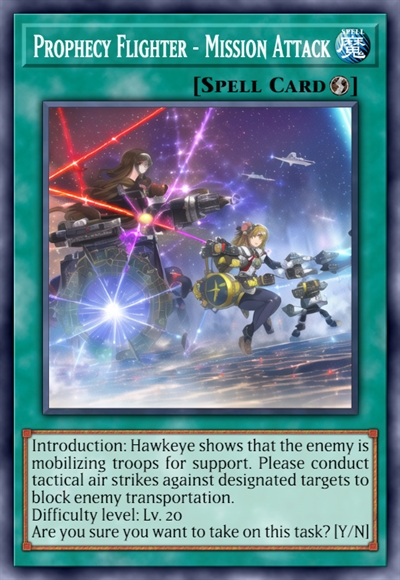 Prophecy Flighter - Mission Attack
SPELL
魔
[Spell Card]
Introduction: Hawkeye shows that the enemy is
mobilizing troops for support. Please conduct
tactical air strikes against designated targets to
block enemy transportation.
Difficulty level: Lv. 20
Are you sure you want to take on this task? [Y/N]